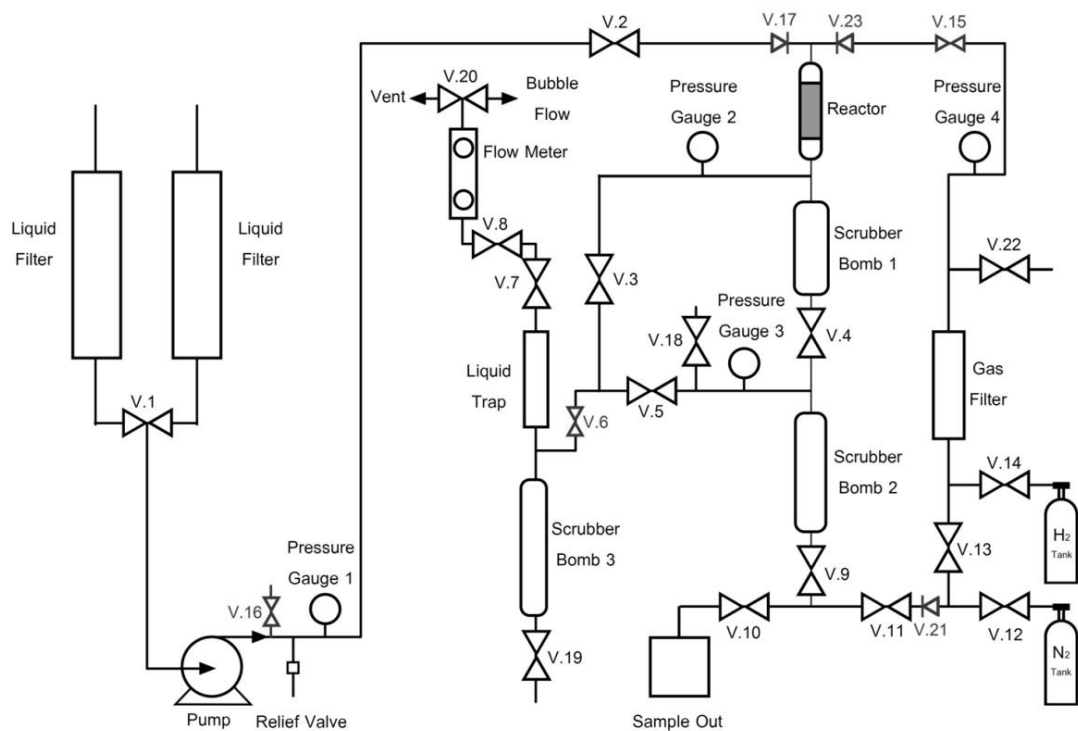 V.2
V.17
V.23
V.15
V.20
Vent
Bubble
Flow
Pressure
Gauge 2
Reactor
Pressure
Gauge 4
Flow Meter
Liquid
Filter
Liquid
Filter
V.8
Scrubber
Bomb 1
V.22
V.7
V.3
Pressure
Gauge 3
V.18
V.4
Liquid
Trap
Gas
Filter
V.1
V.5
V.6
Scrubber
Bomb 2
V.14
Scrubber
Bomb 3
V.13
H2
Tank
Pressure
Gauge 1
V.9
V.16
V.10
V.11
V.21
V.12
N2
Tank
V.19
Pump
Relief Valve
Sample Out